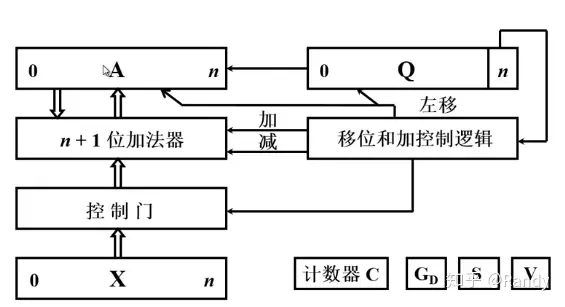 0 A n
0 Q n
左移
n + 1 位加法器
加
减
移位和加控制逻辑
控 制 门
0 X n
计数器 C
GD
S
V
知乎 @Randy